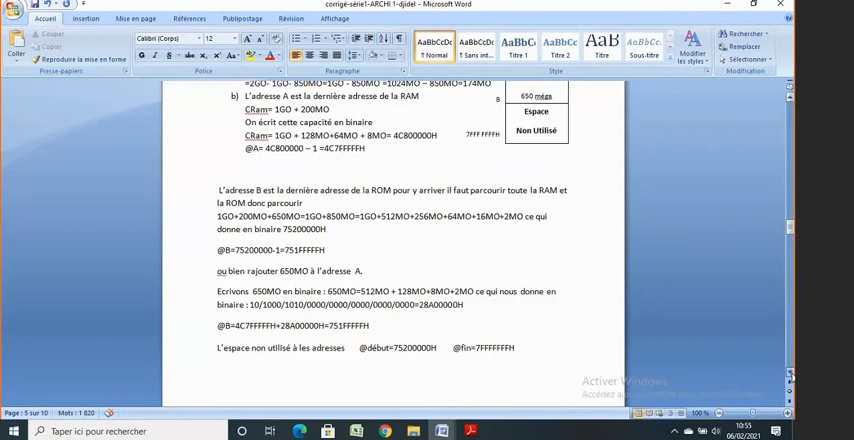 corrigé-série1-ARCHI 1-djidel - Microsoft Word
Accueil Insertion Mise en page Références Publipostage Révision Affichage
Coller
Couper
Copier
Reproduire la mise en forme
Presse-papiers
Calibri (Corps) 12
Police
Paragraphe
AaBbCcDc AaBbCcDc AaBbC AaBbCc AaB AaBbCc
¶ Normal ¶ Sans int... Titre 1 Titre 2 Titre Sous-titre
Modifier les styles
Style
Rechercher
Remplacer
Sélectionner
Modification
=2GO- 1GO- 850MO=1GO - 850MO =1024MO – 850MO=174MO
b) L'adresse A est la dernière adresse de la RAM
CRam= 1GO + 200MO
On écrit cette capacité en binaire
CRam= 1GO + 128MO+64MO + 8MO= 4C800000H
@A= 4C800000 – 1 =4C7FFFFFH
B
650 méga
Espace
Non Utilisé
7FFF FFFFH
L'adresse B est la dernière adresse de la ROM pour y arriver il faut parcourir toute la RAM et
la ROM donc parcourir
1GO+200MO+650MO=1GO+850MO=1GO+512MO+256MO+64MO+16MO+2MO ce qui
donne en binaire 75200000H
@B=75200000-1=751FFFFFH
ou bien rajouter 650MO à l'adresse A.
Ecrivons 650MO en binaire : 650MO=512MO + 128MO+8MO+2MO ce qui nous donne en
binaire : 10/1000/1010/0000/0000/0000/0000/0000=28A00000H
@B=4C7FFFFFH+28A00000H=751FFFFFH
L'espace non utilisé à les adresses @début=75200000H @fin=7FFFFFFFH
Activer Windows
Page : 5 sur 10 Mots : 1 820
100 %
Taper ici pour rechercher
10:55
06/02/2021